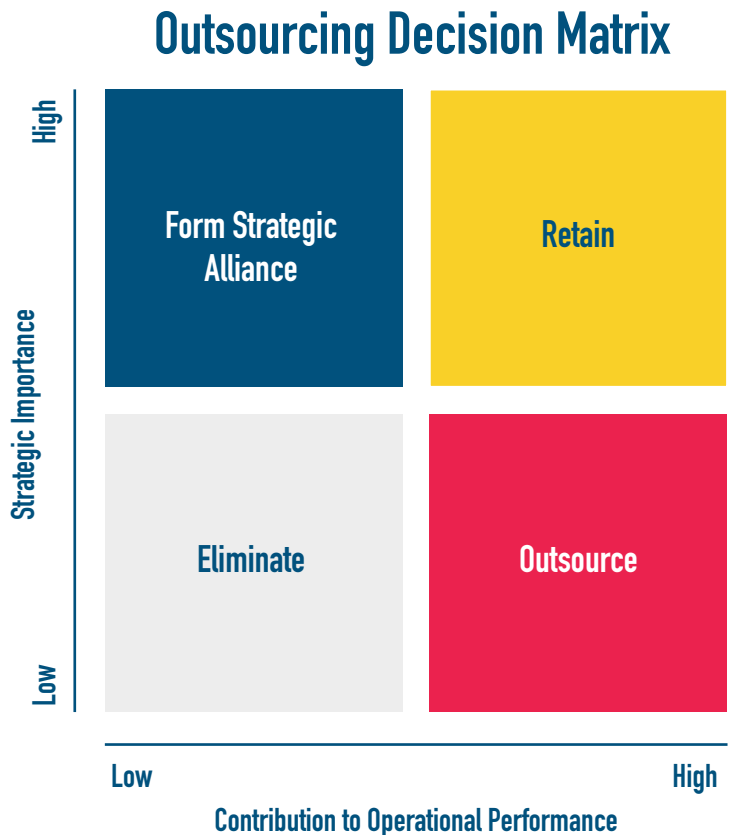 Outsourcing Decision Matrix
High
Form Strategic
Alliance
Retain
Strategic Importance
Eliminate
Outsource
Low
Low
High
Contribution to Operational Performance